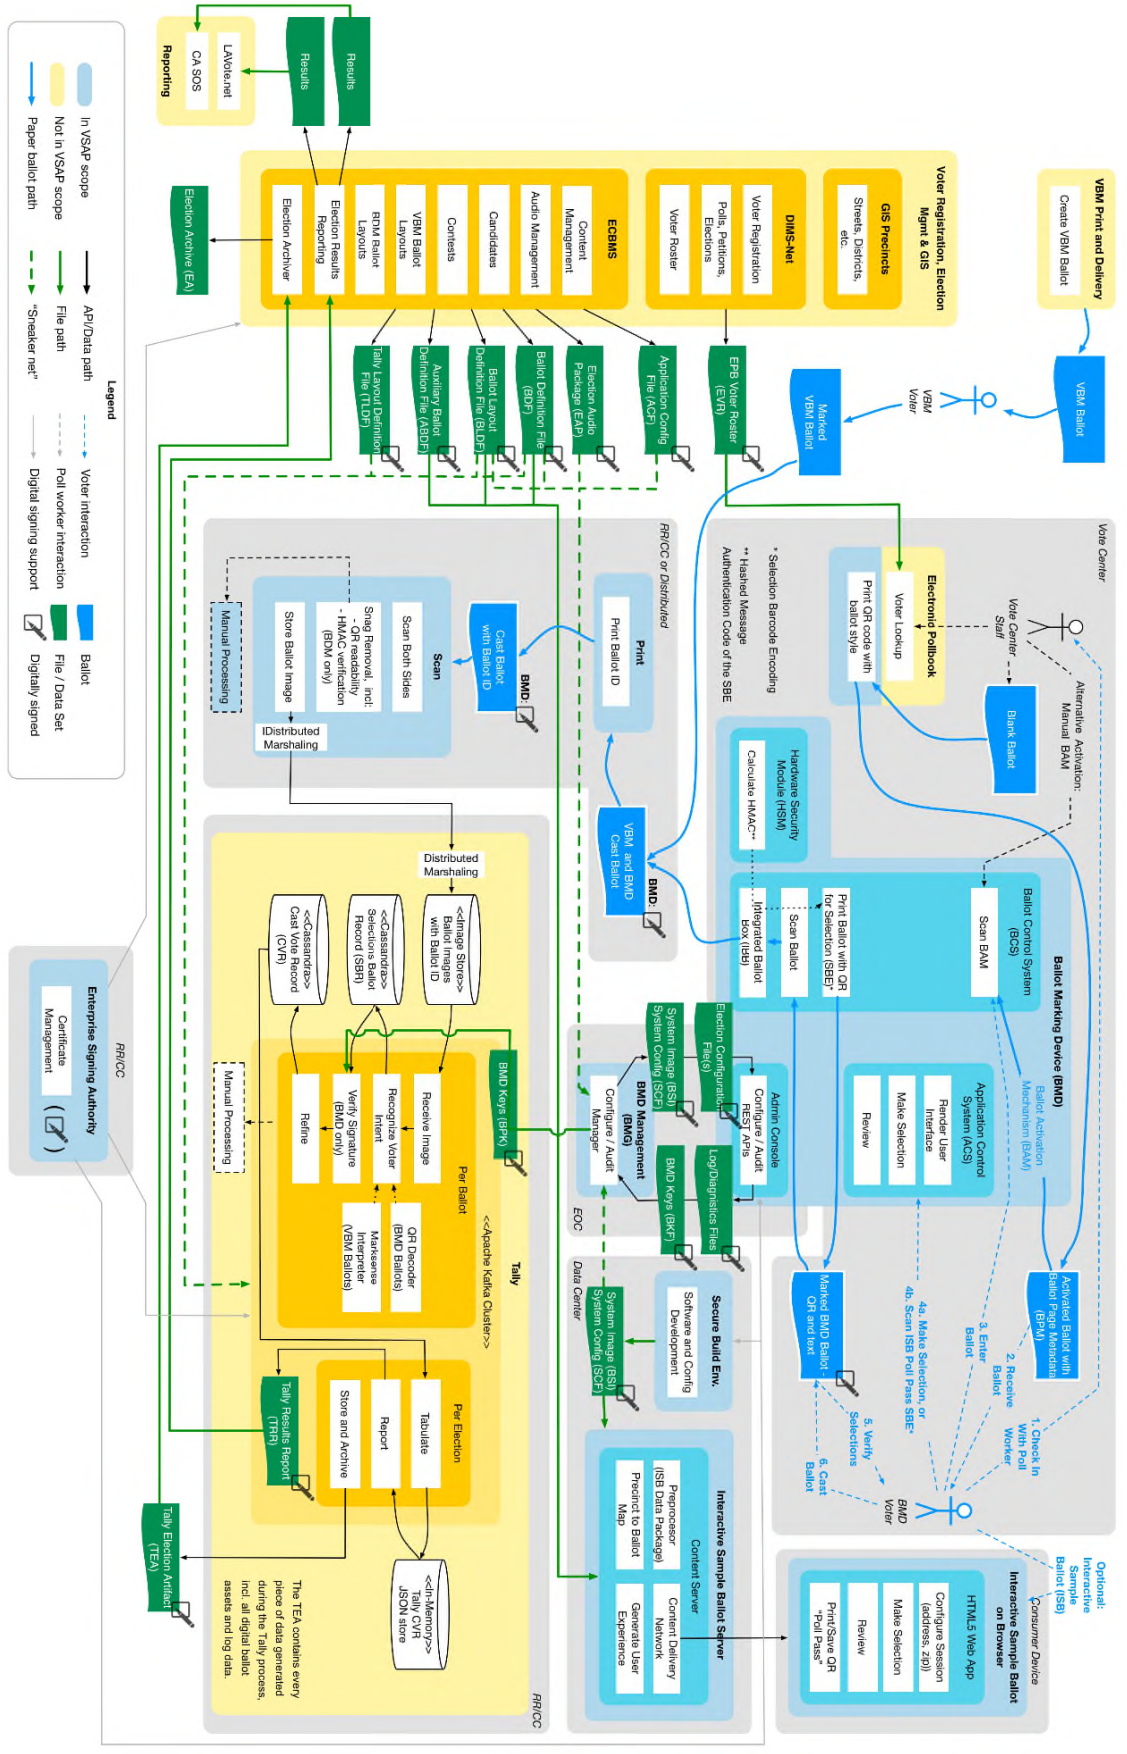 VBM Print and Delivery
Create VBM Ballot
VBM Ballot
VBM
Voter
Marked
VBM Ballot
Voter Registration, Election
Mgmt & GIS
GIS Precincts
Streets, Districts,
etc.
DIMS-Net
Voter Registration
Polls, Petitions,
Elections
Voter Roster
ECBMS
Content
Management
Audio Management
Candidates
Contests
VBM Ballot
Layouts
BDM Ballot
Layouts
Election Results
Reporting
Election Archiver
Results
Results
LAVote.net
CA SOS
Reporting
Election Archive (EA)
EPB Voter Roster
(EVR)
Application Config
File (ACF)
Election Audio
Package (EAP)
Ballot Definition File
(BDF)
Ballot Layout
Definition File (BLDF)
Auxiliary Ballot
Definition File (ABDF)
Tally Layout Definition
File (TLDF)
Vote Center
Vote Center
Staff
Alternative Activation:
Manual BAM
Blank Ballot
Electronic Pollbook
Voter Lookup
Print QR code with
ballot style
* Selection Barcode Encoding
** Hashed Message
Authentication Code of the SBE
Ballot Marking Device (BMD)
Ballot Control System
(BCS)
Scan BAM
Print Ballot with QR
for Selection (SBE)*
Scan Ballot
Integrated Ballot
Box (IBB)
Hardware Security
Module (HSM)
Calculate HMAC**
Ballot Activation
Mechanism (BAM)
Application Control
System (ACS)
Render User
Interface
Make Selection
Review
Admin Console
Configure / Audit
REST APIs
Election Configuration
File(s)
System Image (BSI)
System Config (SCF)
Log/Diagnostics Files
BMD Keys (BKF)
BMD Management
(BMG)
Configure / Audit
Manager
EOC
Activated Ballot with
Ballot Page Metadata
(BPM)
Marked BMD Ballot -
QR and text
1. Check In
With Poll
Worker
2. Receive
Ballot
3. Enter
Ballot
4a. Make Selection, or
4b. Scan ISB Poll Pass SBE*
5. Verify
Selections
6. Cast
Ballot
BMD
Voter
Optional:
Interactive
Sample
Ballot (ISB)
Consumer Device
Interactive Sample Ballot
on Browser
HTML5 Web App
Configure Session
(address, zip))
Make Selection
Review
Print/Save QR
"Poll Pass"
RR/CC or Distributed
Print
Print Ballot ID
BMD:
VBM and BMD
Cast Ballot
BMD:
Cast Ballot
with Ballot ID
Scan
Scan Both Sides
Snag Removal, incl:
- QR readability
- HMAC verification
(BDM only)
Store Ballot Image
Manual Processing
IDistributed
Marshaling
Distributed
Marshaling
<<Image Store>>
Ballot Images
with Ballot ID
<<Cassandra>>
Selections Ballot
Record (SBR)
<<Cassandra>>
Cast Vote Record
(CVR)
BMD Keys (BPK)
Tally
<<Apache Kafka Cluster>>
Per Ballot
Receive Image
Recognize Voter
Intent
Verify Signature
(BMD only)
Refine
QR Decoder
(BMD Ballots)
Marksense
Interpreter
(VBM Ballots)
Manual Processing
Per Election
Tabulate
Report
Store and Archive
Tally Results Report
(TRR)
<<In-Memory>>
Tally CVR
JSON store
Tally Election Artifact
(TEA)
The TEA contains every
piece of data generated
during the Tally process,
incl. all digital ballot
assets and log data.
RR/CC
Data Center
Secure Build Env.
Software and Config
Development
System Image (BSI)
System Config (SCF)
Interactive Sample Ballot Server
Content Server
Preprocesor
(ISB Data Package)
Precinct to Ballot
Map
Content Delivery
Network
Generate User
Experience
RR/CC
Enterprise Signing Authority
Certificate
Management
( )
Legend
In VSAP scope
Not in VSAP scope
Paper ballot path
API/Data path
File path
"Sneaker net"
Voter interaction
Poll worker interaction
Digital signing support
Ballot
File / Data Set
Digitally signed